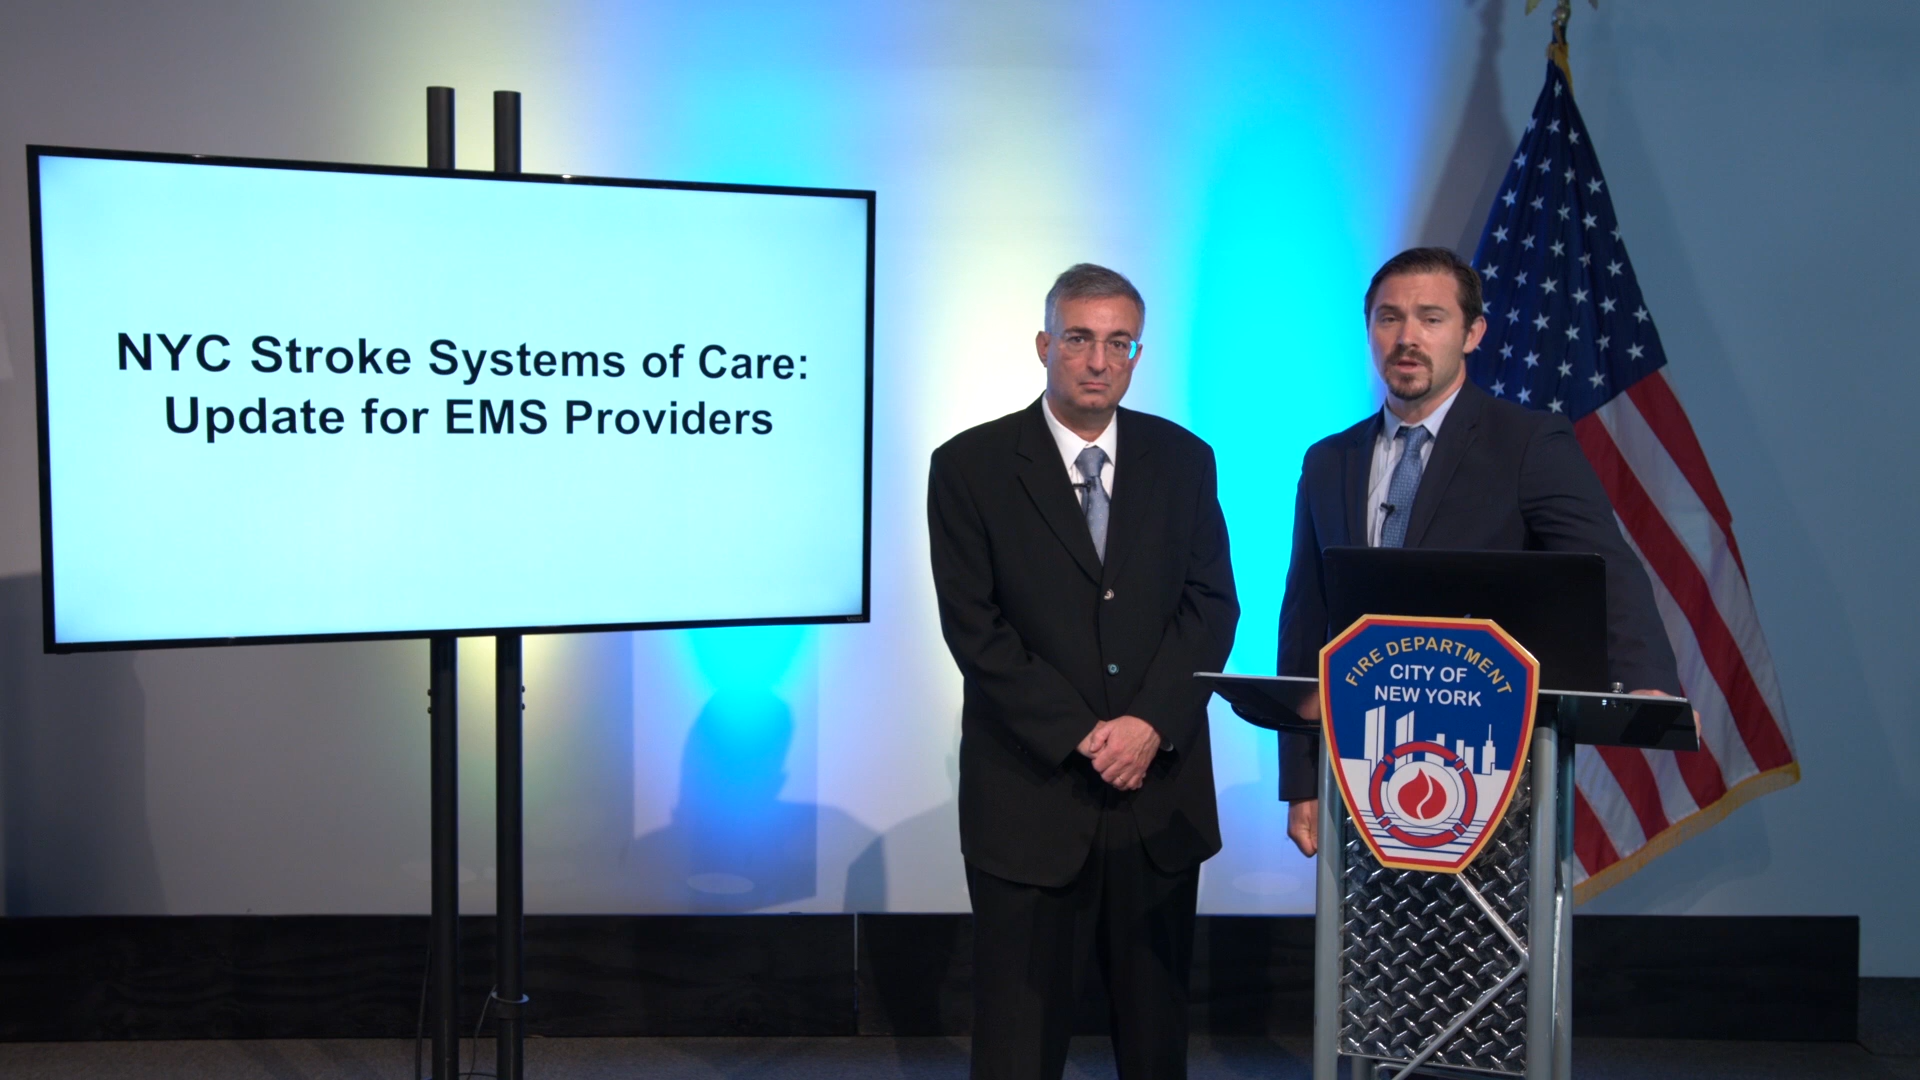 NYC Stroke Systems of Care:
Update for EMS Providers
FIRE DEPARTMENT
CITY OF
NEW YORK